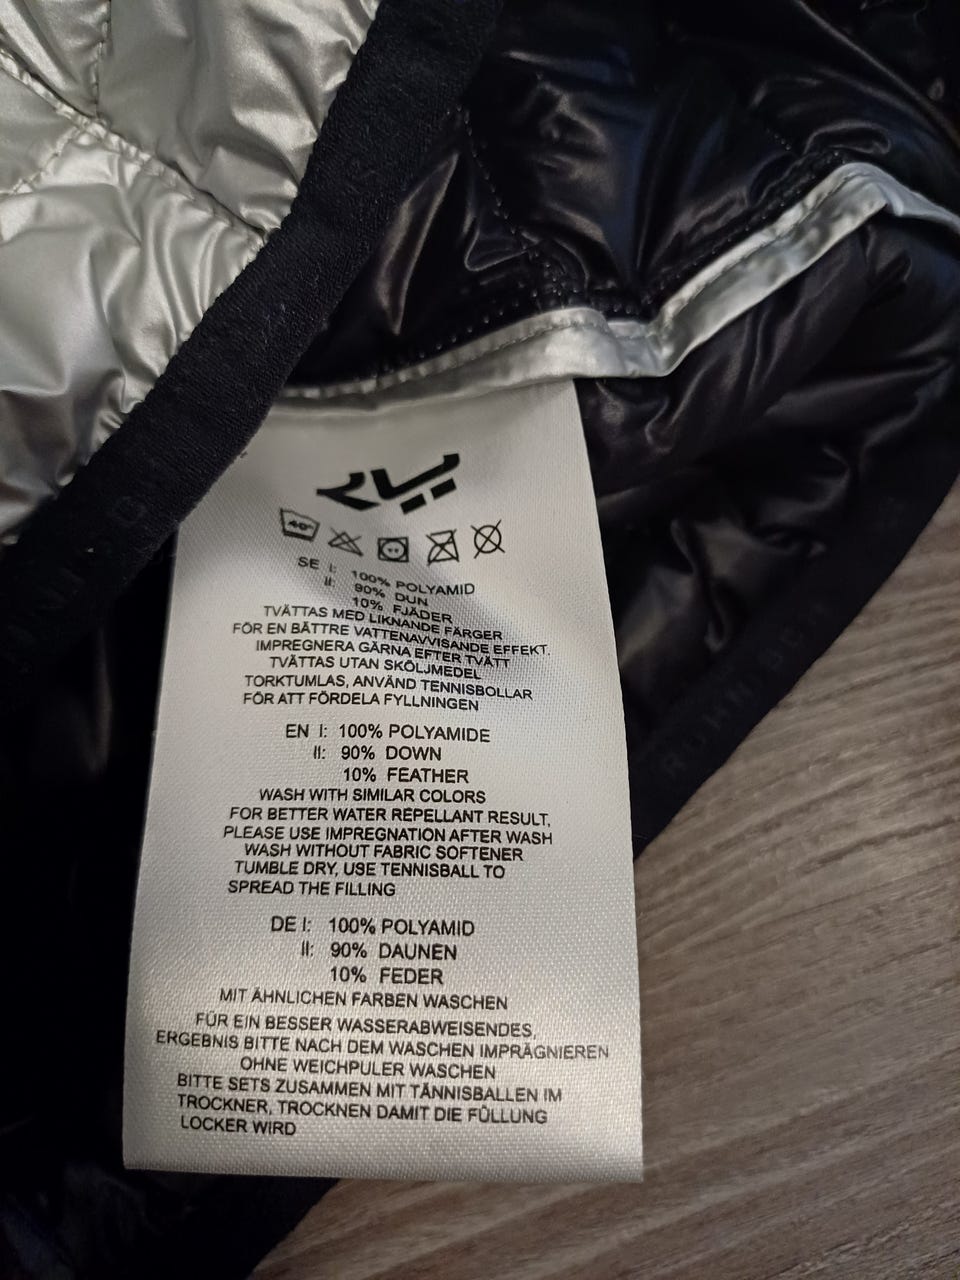 40°
SE I: 100% POLYAMID
II: 90% DUN
10% FJÄDER
TVÄTTAS MED LIKNANDE FÄRGER
FÖR EN BÄTTRE VATTENAVVISANDE EFFEKT.
IMPREGNERA GÄRNA EFTER TVÄTT
TVÄTTAS UTAN SKÖLJMEDEL
TORKTUMLAS, ANVÄND TENNISBOLLAR
FÖR ATT FÖRDELA FYLLNINGEN
EN I: 100% POLYAMIDE
II: 90% DOWN
10% FEATHER
WASH WITH SIMILAR COLORS
FOR BETTER WATER REPELLANT RESULT,
PLEASE USE IMPREGNATION AFTER WASH
WASH WITHOUT FABRIC SOFTENER
TUMBLE DRY, USE TENNISBALL TO
SPREAD THE FILLING
DE I: 100% POLYAMID
II: 90% DAUNEN
10% FEDER
MIT ÄHNLICHEN FARBEN WASCHEN
FÜR EIN BESSER WASSERABWEISENDES,
ERGEBNIS BITTE NACH DEM WASCHEN IMPRÄGNIEREN
OHNE WEICHPULER WASCHEN
BITTE SETS ZUSAMMEN MIT TÄNNISBALLEN IM
TROCKNER, TROCKNEN DAMIT DIE FÜLLUNG
LOCKER WIRD